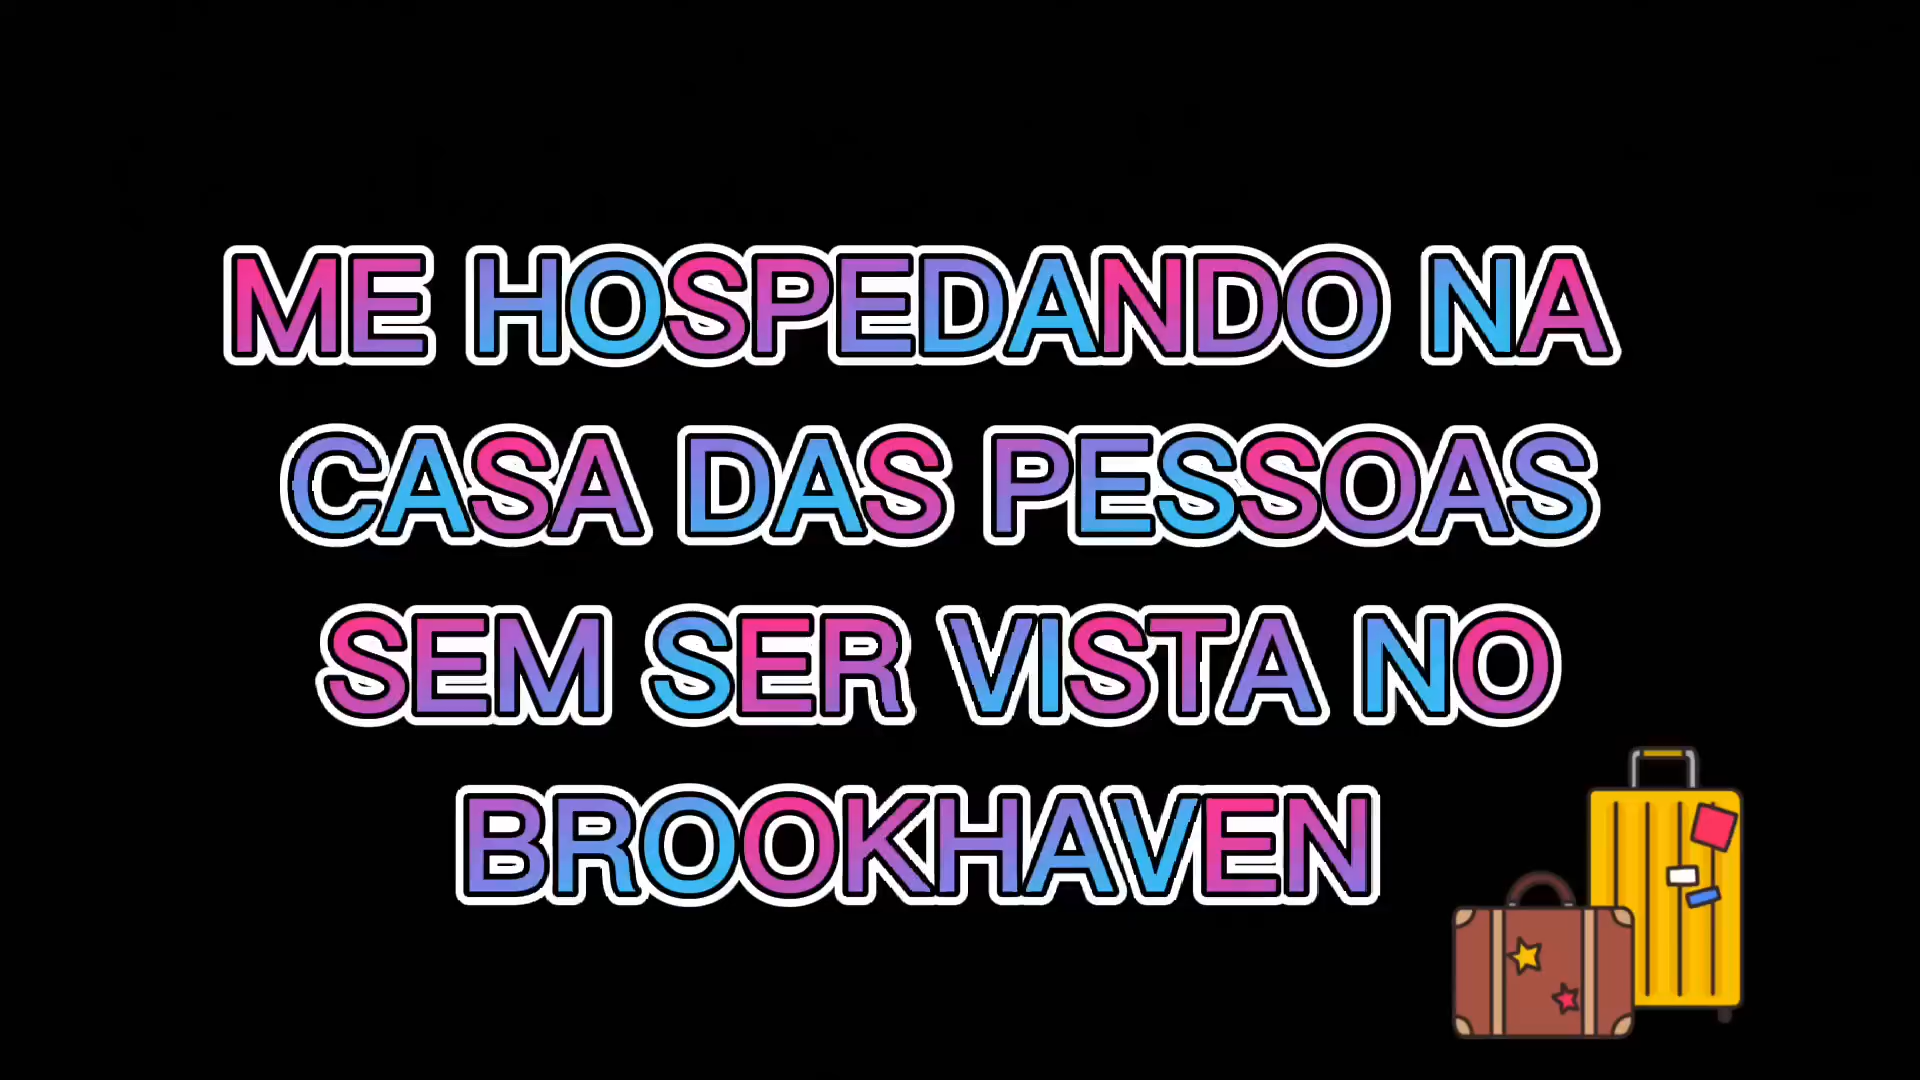 ME HOSPEDANDO NA
CASA DAS PESSOAS
SEM SER VISTA NO
BROOKHAVEN